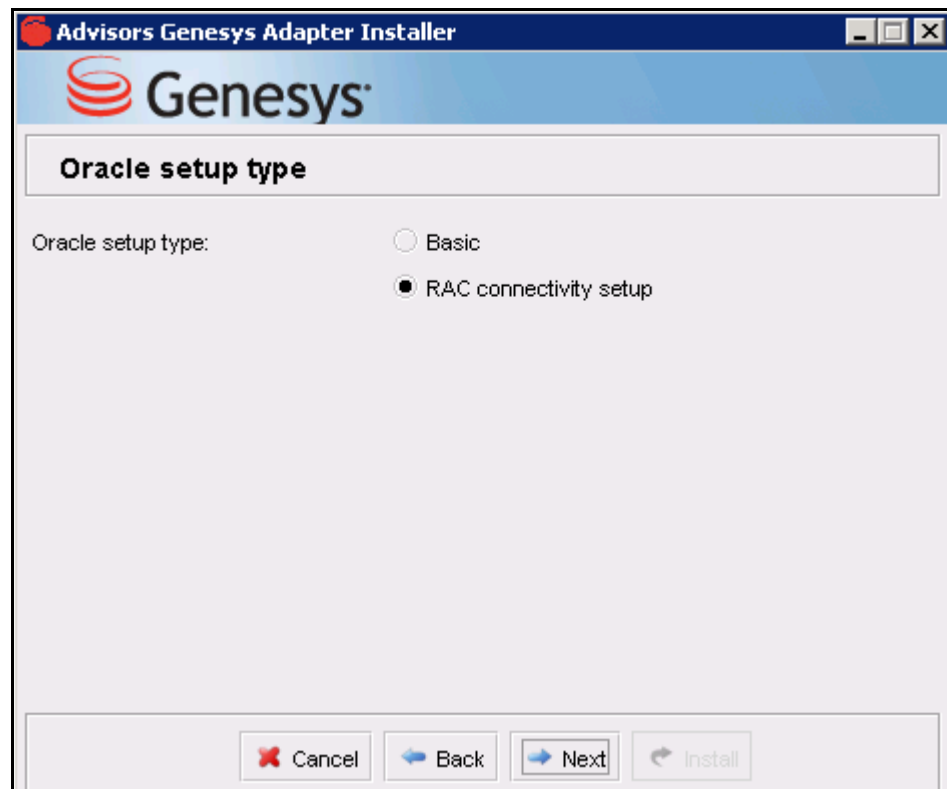 Advisors Genesys Adapter Installer
Genesys
Oracle setup type
Oracle setup type:
Basic
RAC connectivity setup
Cancel
Back
Next
Install